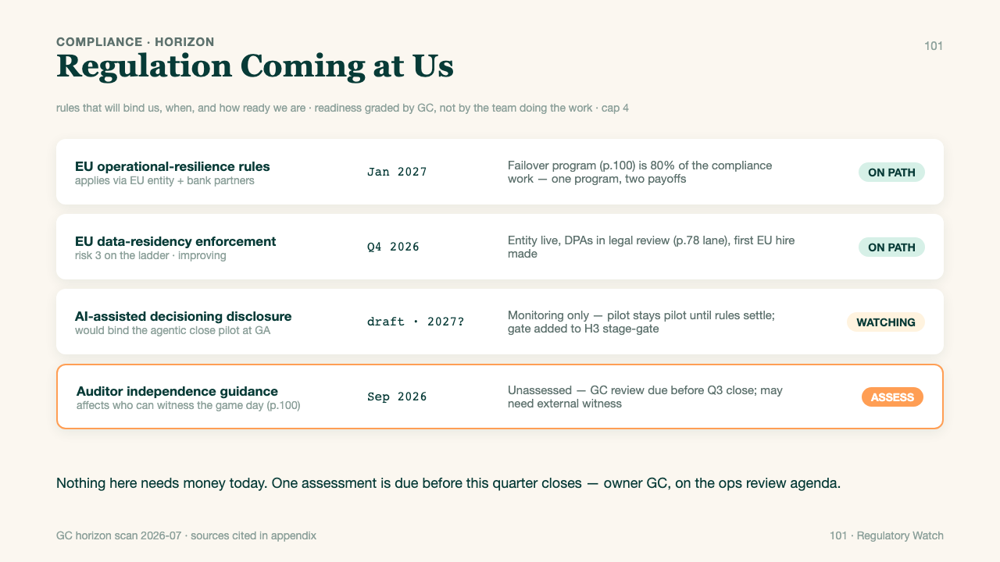 COMPLIANCE · HORIZON
101
Regulation Coming at Us
rules that will bind us, when, and how ready we are · readiness graded by GC, not by the team doing the work · cap 4
EU operational-resilience rules
applies via EU entity + bank partners
Jan 2027
Failover program (p.100) is 80% of the compliance
work — one program, two payoffs
ON PATH
EU data-residency enforcement
risk 3 on the ladder · improving
Q4 2026
Entity live, DPAs in legal review (p.78 lane), first EU hire
made
ON PATH
AI-assisted decisioning disclosure
would bind the agentic close pilot at GA
draft · 2027?
Monitoring only — pilot stays pilot until rules settle;
gate added to H3 stage-gate
WATCHING
Auditor independence guidance
affects who can witness the game day (p.100)
Sep 2026
Unassessed — GC review due before Q3 close; may
need external witness
ASSESS
Nothing here needs money today. One assessment is due before this quarter closes — owner GC, on the ops review agenda.
GC horizon scan 2026-07 · sources cited in appendix
101 · Regulatory Watch